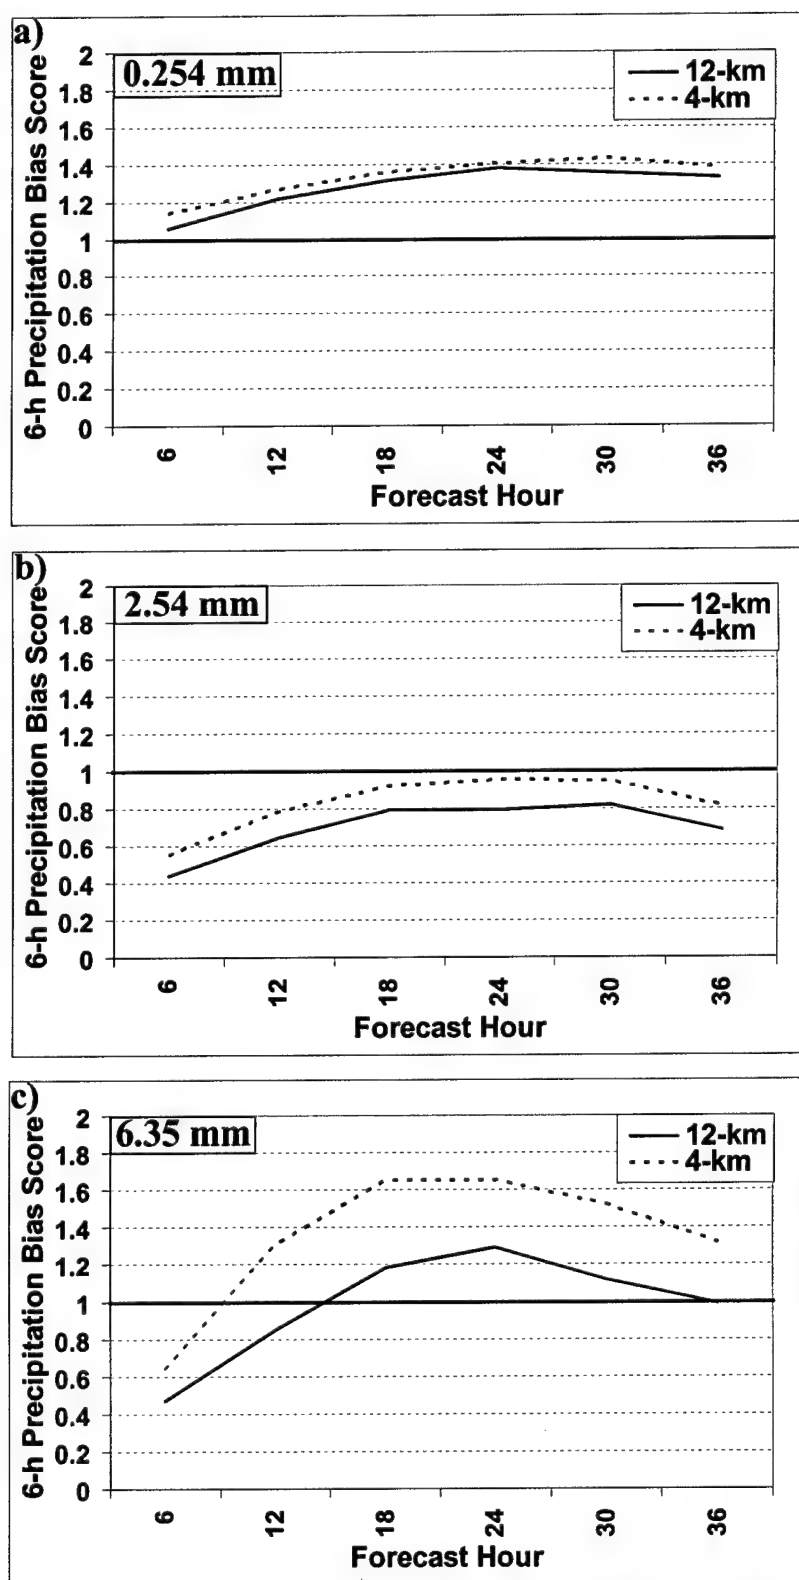 a)
0.254 mm
12-km
4-km
6-h Precipitation Bias Score
2
1.8
1.6
1.4
1.2
1
0.8
0.6
0.4
0.2
0
6
12
18
24
30
36
Forecast Hour
b)
2.54 mm
12-km
4-km
6-h Precipitation Bias Score
2
1.8
1.6
1.4
1.2
1
0.8
0.6
0.4
0.2
0
6
12
18
24
30
36
Forecast Hour
c)
6.35 mm
12-km
4-km
6-h Precipitation Bias Score
2
1.8
1.6
1.4
1.2
1
0.8
0.6
0.4
0.2
0
6
12
18
24
30
36
Forecast Hour